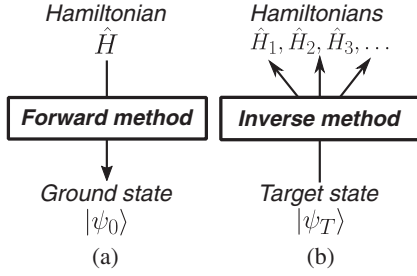 Hamiltonian
Ĥ
Forward method
Ground state
|ψ₀⟩
(a)
Hamiltonians
Ĥ₁, Ĥ₂, Ĥ₃, ...
Inverse method
Target state
|ψ_T⟩
(b)